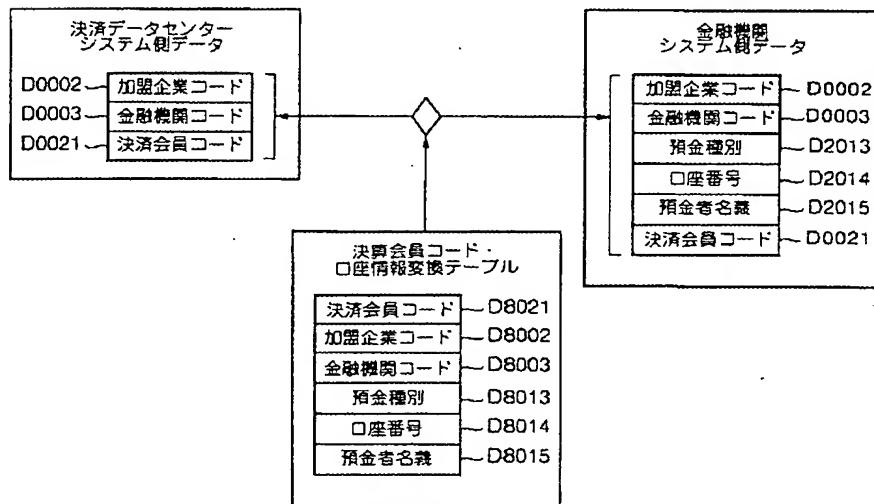 決済データセンター
システム側データ
D0002 加盟企業コード
D0003 金融機関コード
D0021 決済会員コード
金融機関
システム側データ
加盟企業コード D0002
金融機関コード D0003
預金種別 D2013
口座番号 D2014
預金者名義 D2015
決済会員コード D0021
決算会員コード・
口座情報変換テーブル
決済会員コード D8021
加盟企業コード D8002
金融機関コード D8003
預金種別 D8013
口座番号 D8014
預金者名義 D8015